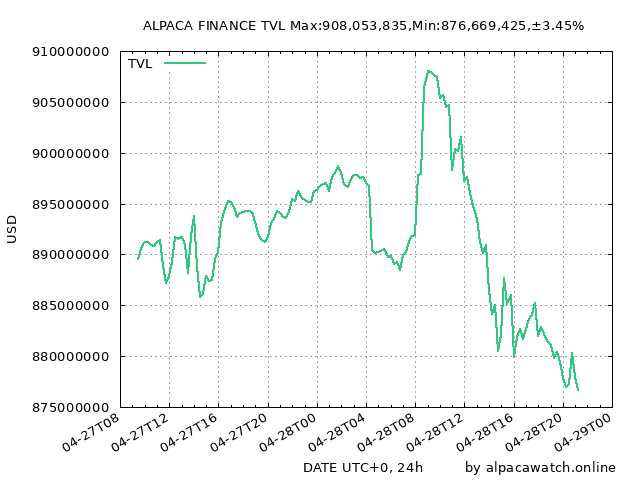 ALPACA FINANCE TVL Max:908,053,835,Min:876,669,425,±3.45%
TVL
910000000
905000000
900000000
895000000
890000000
885000000
880000000
875000000
USD
04-27T08
04-27T12
04-27T16
04-27T20
04-28T00
04-28T04
04-28T08
04-28T12
04-28T16
04-28T20
04-29T00
DATE UTC+0, 24h
by alpacawatch.online